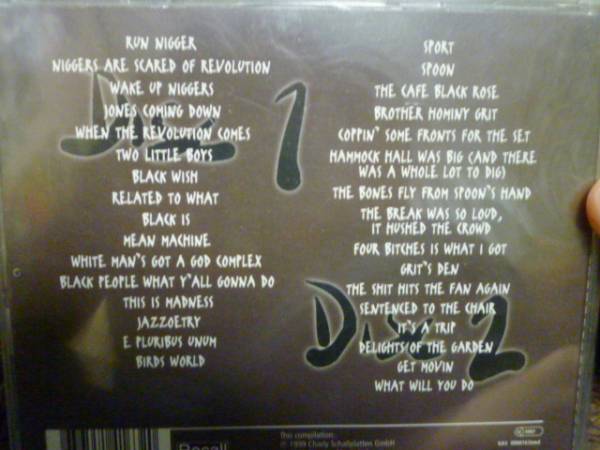 RUN NIGGER
NIGGERS ARE SCARED OF REVOLUTION
WAKE UP NIGGERS
JONES COMING DOWN
WHEN THE REVOLUTION COMES
TWO LITTLE BOYS
BLACK WISH
RELATED TO WHAT
BLACK IS
MEAN MACHINE
WHITE MAN'S GOT A GOD COMPLEX
BLACK PEOPLE WHAT Y'ALL GONNA DO
THIS IS MADNESS
JAZZOETRY
E PLURIBUS UNUM
BIRDS WORLD
Disc 1
SPORT
SPOON
THE CAFE BLACK ROSE
BROTHER HOMINY GRIT
COPPIN' SOME FRONTS FOR THE SET
HAMMOCK HALL WAS BIG (AND THERE
WAS A WHOLE LOT TO DIG)
THE BONES FLY FROM SPOON'S HAND
THE BREAK WAS SO LOUD,
IT HUSHED THE CROWD
FOUR BITCHES IS WHAT I GOT
GRIT'S DEN
THE SHIT HITS THE FAN AGAIN
SENTENCED TO THE CHAIR
IT'S A TRIP
DELIGHTS OF THE GARDEN
GET MOVIN
WHAT WILL YOU DO
Disc 2
Recall
This compilation
℗ 1999 Charly Schallplatten GmbH